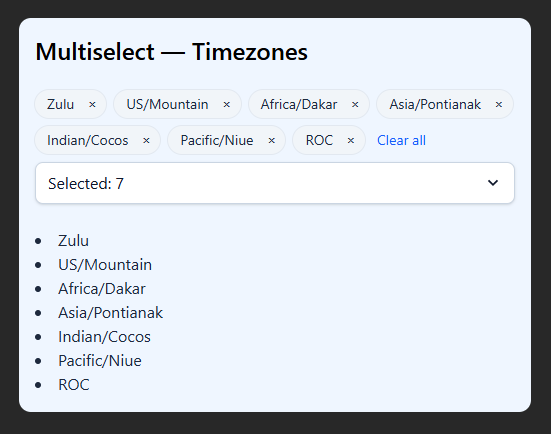 Multiselect — Timezones
Zulu × US/Mountain × Africa/Dakar × Asia/Pontianak ×
Indian/Cocos × Pacific/Niue × ROC × Clear all
Selected: 7
• Zulu
• US/Mountain
• Africa/Dakar
• Asia/Pontianak
• Indian/Cocos
• Pacific/Niue
• ROC